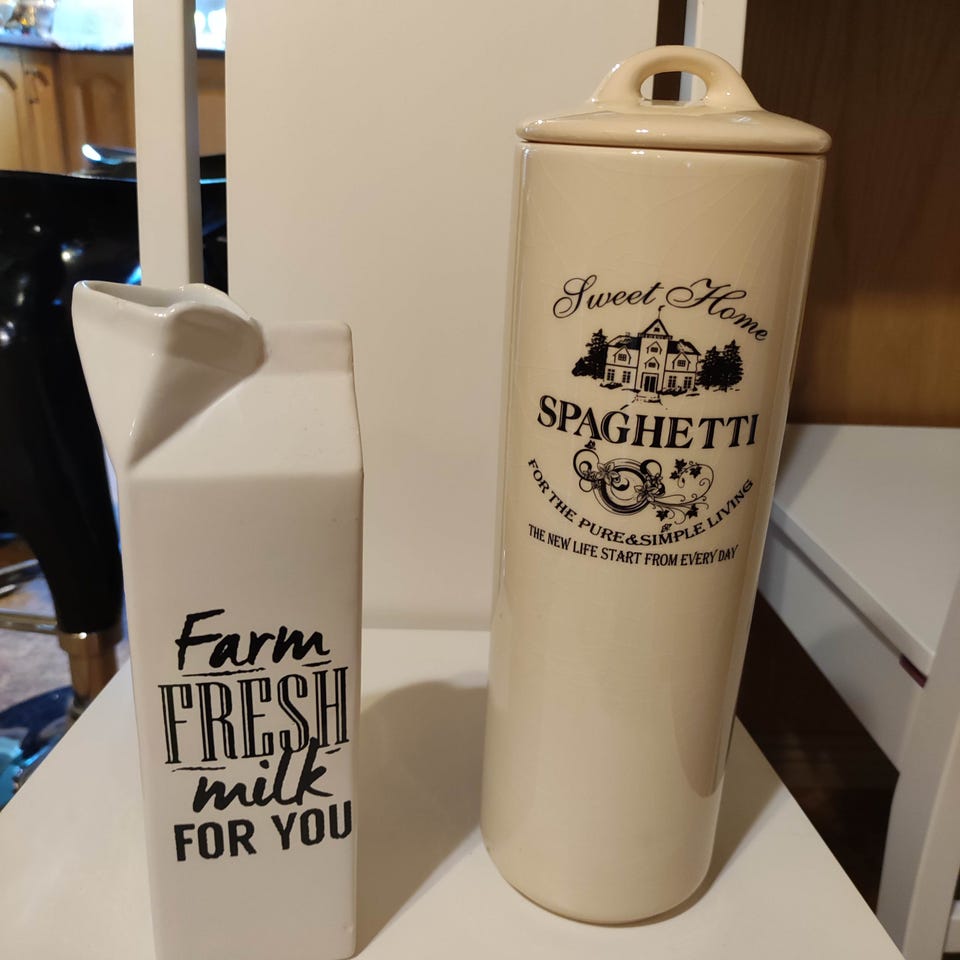 Farm
FRESH
milk
FOR YOU
Sweet Home
SPAGHETTI
FOR THE PURE&SIMPLE LIVING
THE NEW LIFE START FROM EVERY DAY